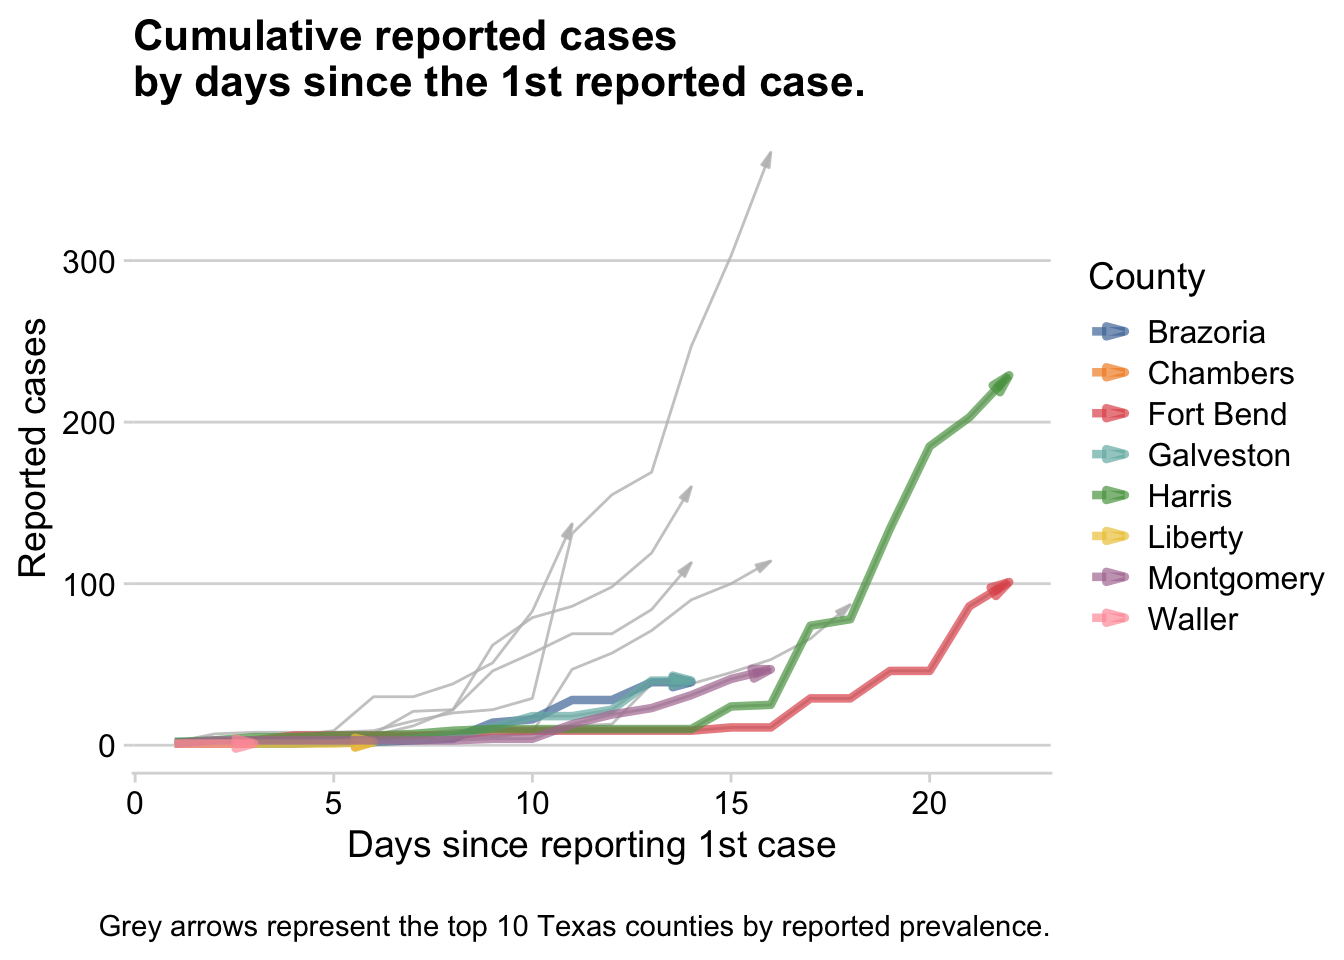 Cumulative reported cases
by days since the 1st reported case.
300
200
100
0
Reported cases
0 5 10 15 20
Days since reporting 1st case
County
Brazoria
Chambers
Fort Bend
Galveston
Harris
Liberty
Montgomery
Waller
Grey arrows represent the top 10 Texas counties by reported prevalence.